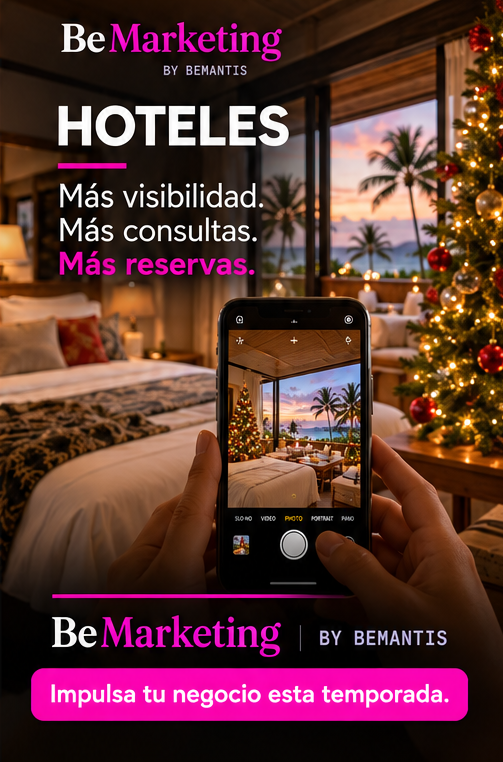 BeMarketing
BY BEMANTIS
HOTELES
Más visibilidad.
Más consultas.
Más reservas.
SLO-MO VIDEO PHOTO PORTRAIT PANO
BeMarketing | BY BEMANTIS
Impulsa tu negocio esta temporada.